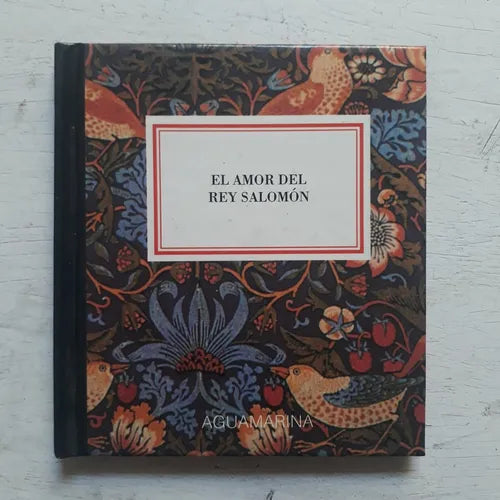 EL AMOR DEL
REY SALOMÓN
AGUAMARINA